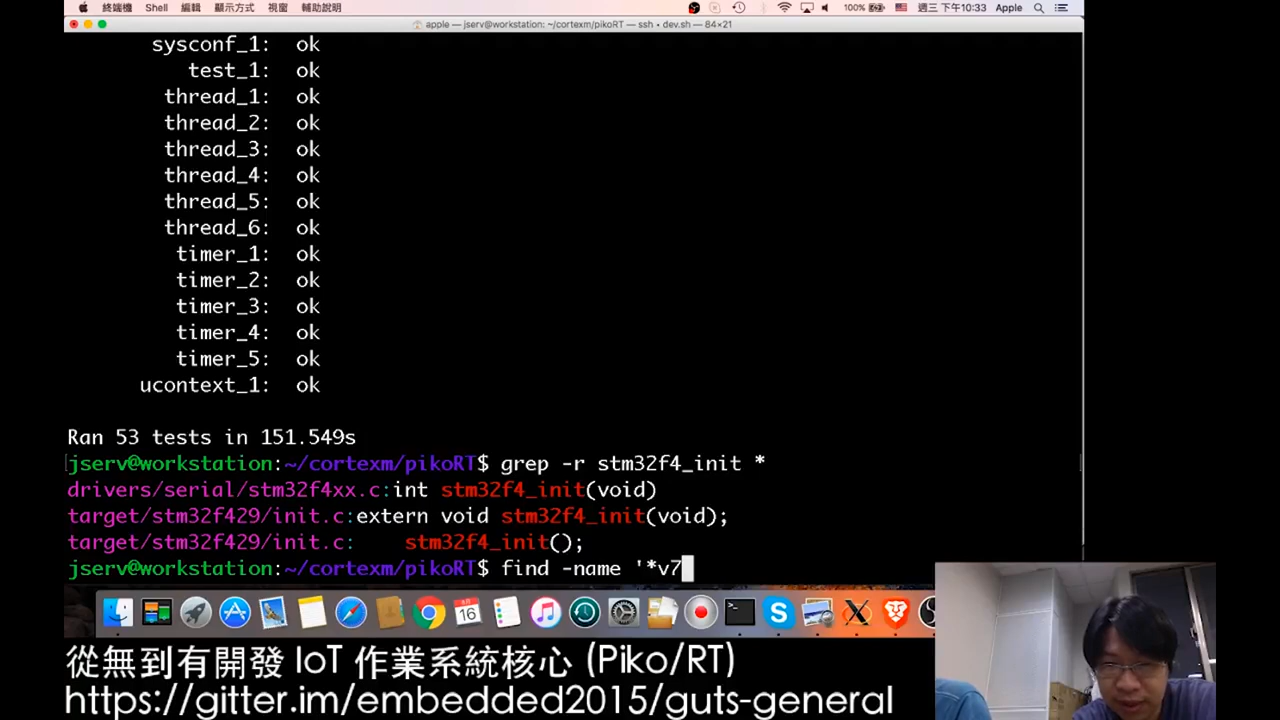 終端機 Shell 編輯 顯示方式 視窗 輔助說明 100% 週三 下午10:33 Apple
apple — jserv@workstation: ~/cortexm/pikoRT — ssh • dev.sh — 84×21
sysconf_1: ok
test_1: ok
thread_1: ok
thread_2: ok
thread_3: ok
thread_4: ok
thread_5: ok
thread_6: ok
timer_1: ok
timer_2: ok
timer_3: ok
timer_4: ok
timer_5: ok
ucontext_1: ok
Ran 53 tests in 151.549s
jserv@workstation:~/cortexm/pikoRT$ grep -r stm32f4_init *
drivers/serial/stm32f4xx.c:int stm32f4_init(void)
target/stm32f429/init.c:extern void stm32f4_init(void);
target/stm32f429/init.c: stm32f4_init();
jserv@workstation:~/cortexm/pikoRT$ find -name '*v7
16
從無到有開發 IoT 作業系統核心 (Piko/RT)
https://gitter.im/embedded2015/guts-general